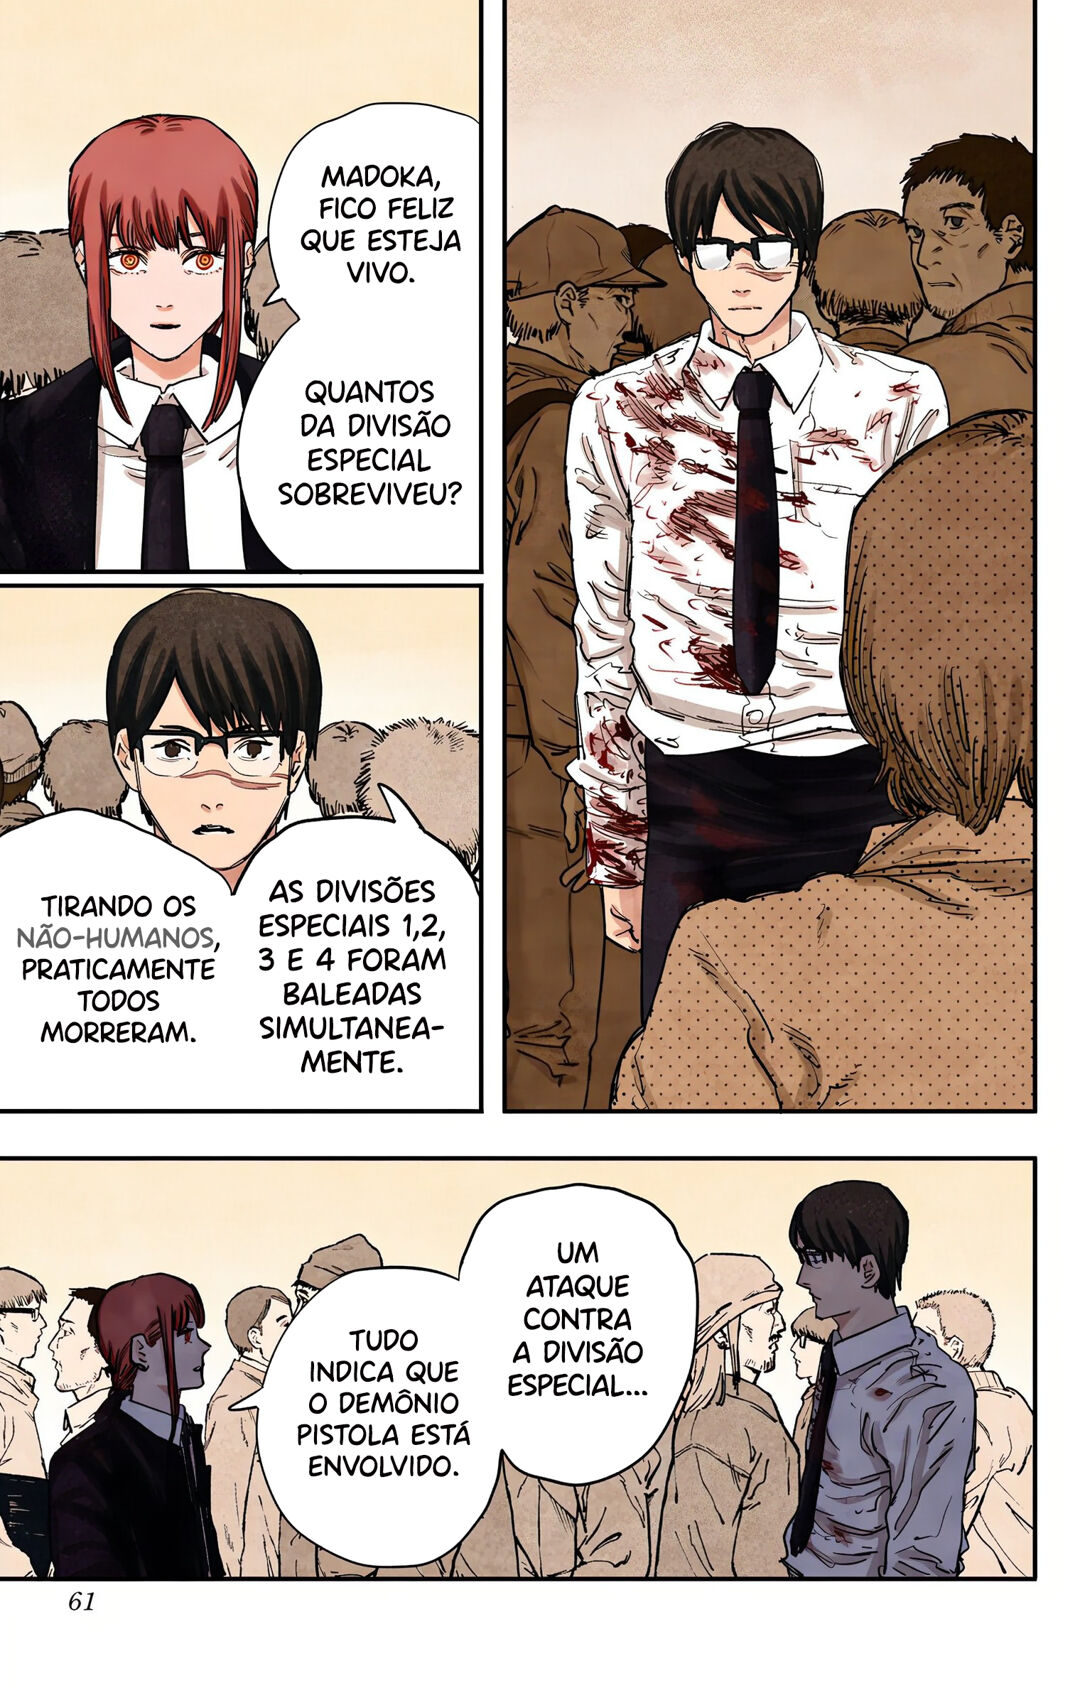 MADOKA,
FICO FELIZ
QUE ESTEJA
VIVO.
QUANTOS
DA DIVISÃO
ESPECIAL
SOBREVIVEU?
AS DIVISÕES
ESPECIAIS 1,2,
3 E 4 FORAM
BALEADAS
SIMULTANEA-
MENTE.
TIRANDO OS
NÃO-HUMANOS,
PRATICAMENTE
TODOS
MORRERAM.
UM
ATAQUE
CONTRA
A DIVISÃO
ESPECIAL...
TUDO
INDICA QUE
O DEMÔNIO
PISTOLA ESTÁ
ENVOLVIDO.
61